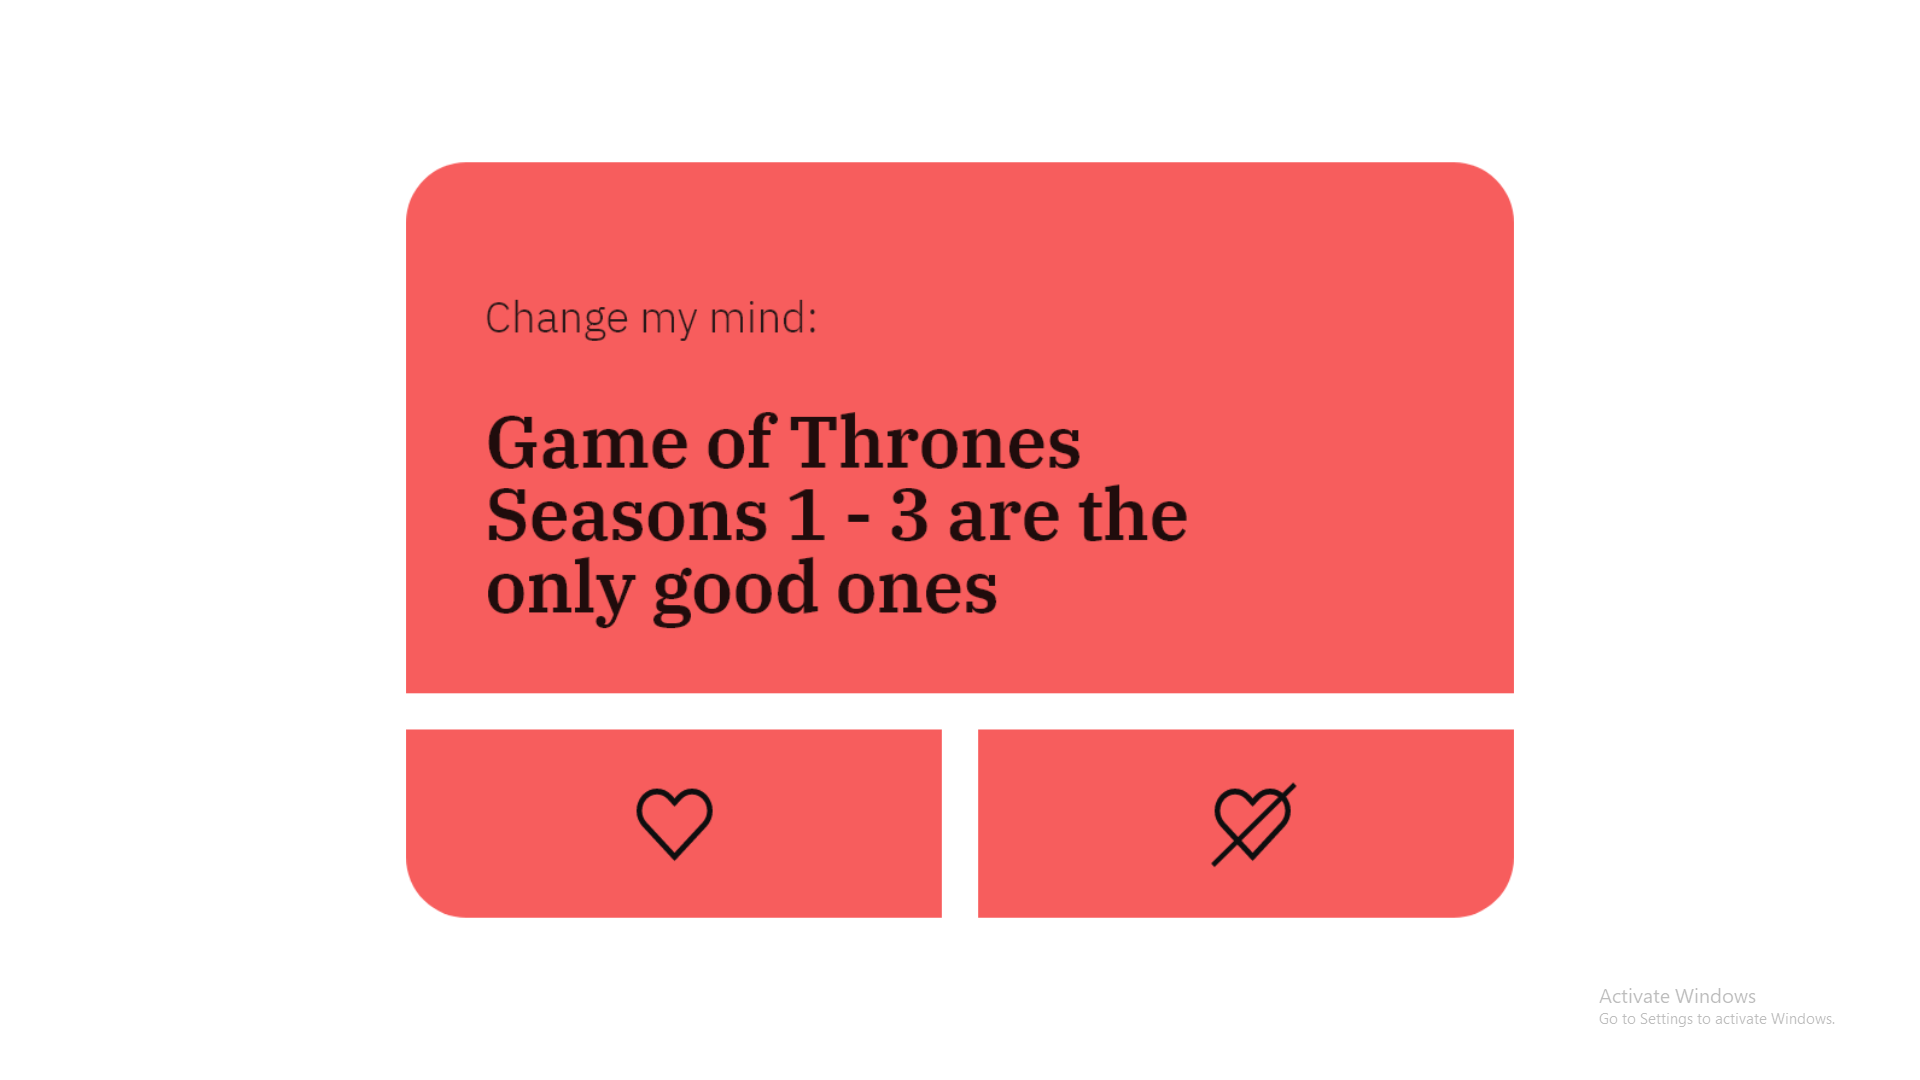 Change my mind:
Game of Thrones
Seasons 1 - 3 are the
only good ones
Activate Windows
Go to Settings to activate Windows.